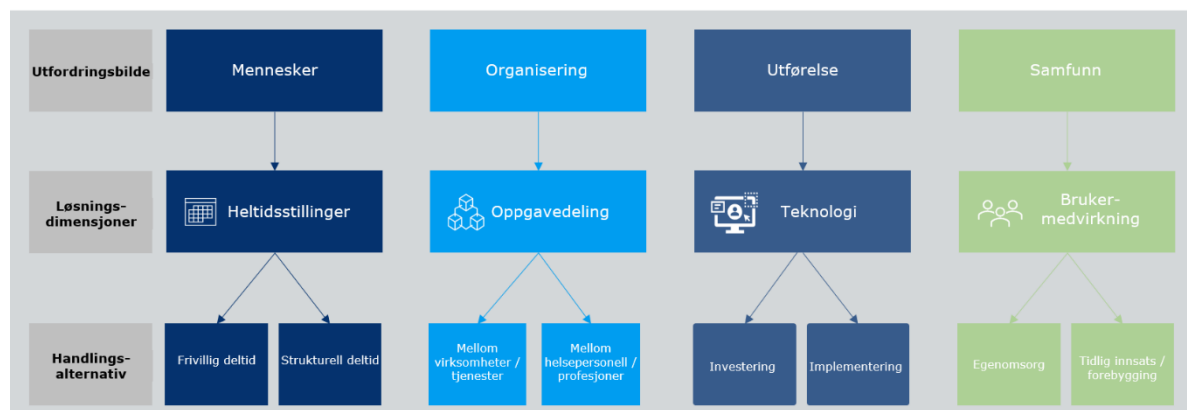 Utfordringsbilde
Mennesker
Organisering
Utførelse
Samfunn
Løsnings-
dimensjoner
Heltidsstillinger
Oppgavedeling
Teknologi
Bruker-
medvirkning
Handlings-
alternativ
Frivillig deltid
Strukturell deltid
Mellom
virksomheter /
tjenester
Mellom
helsepersonell /
profesjoner
Investering
Implementering
Egenomsorg
Tidlig innsats /
forebygging